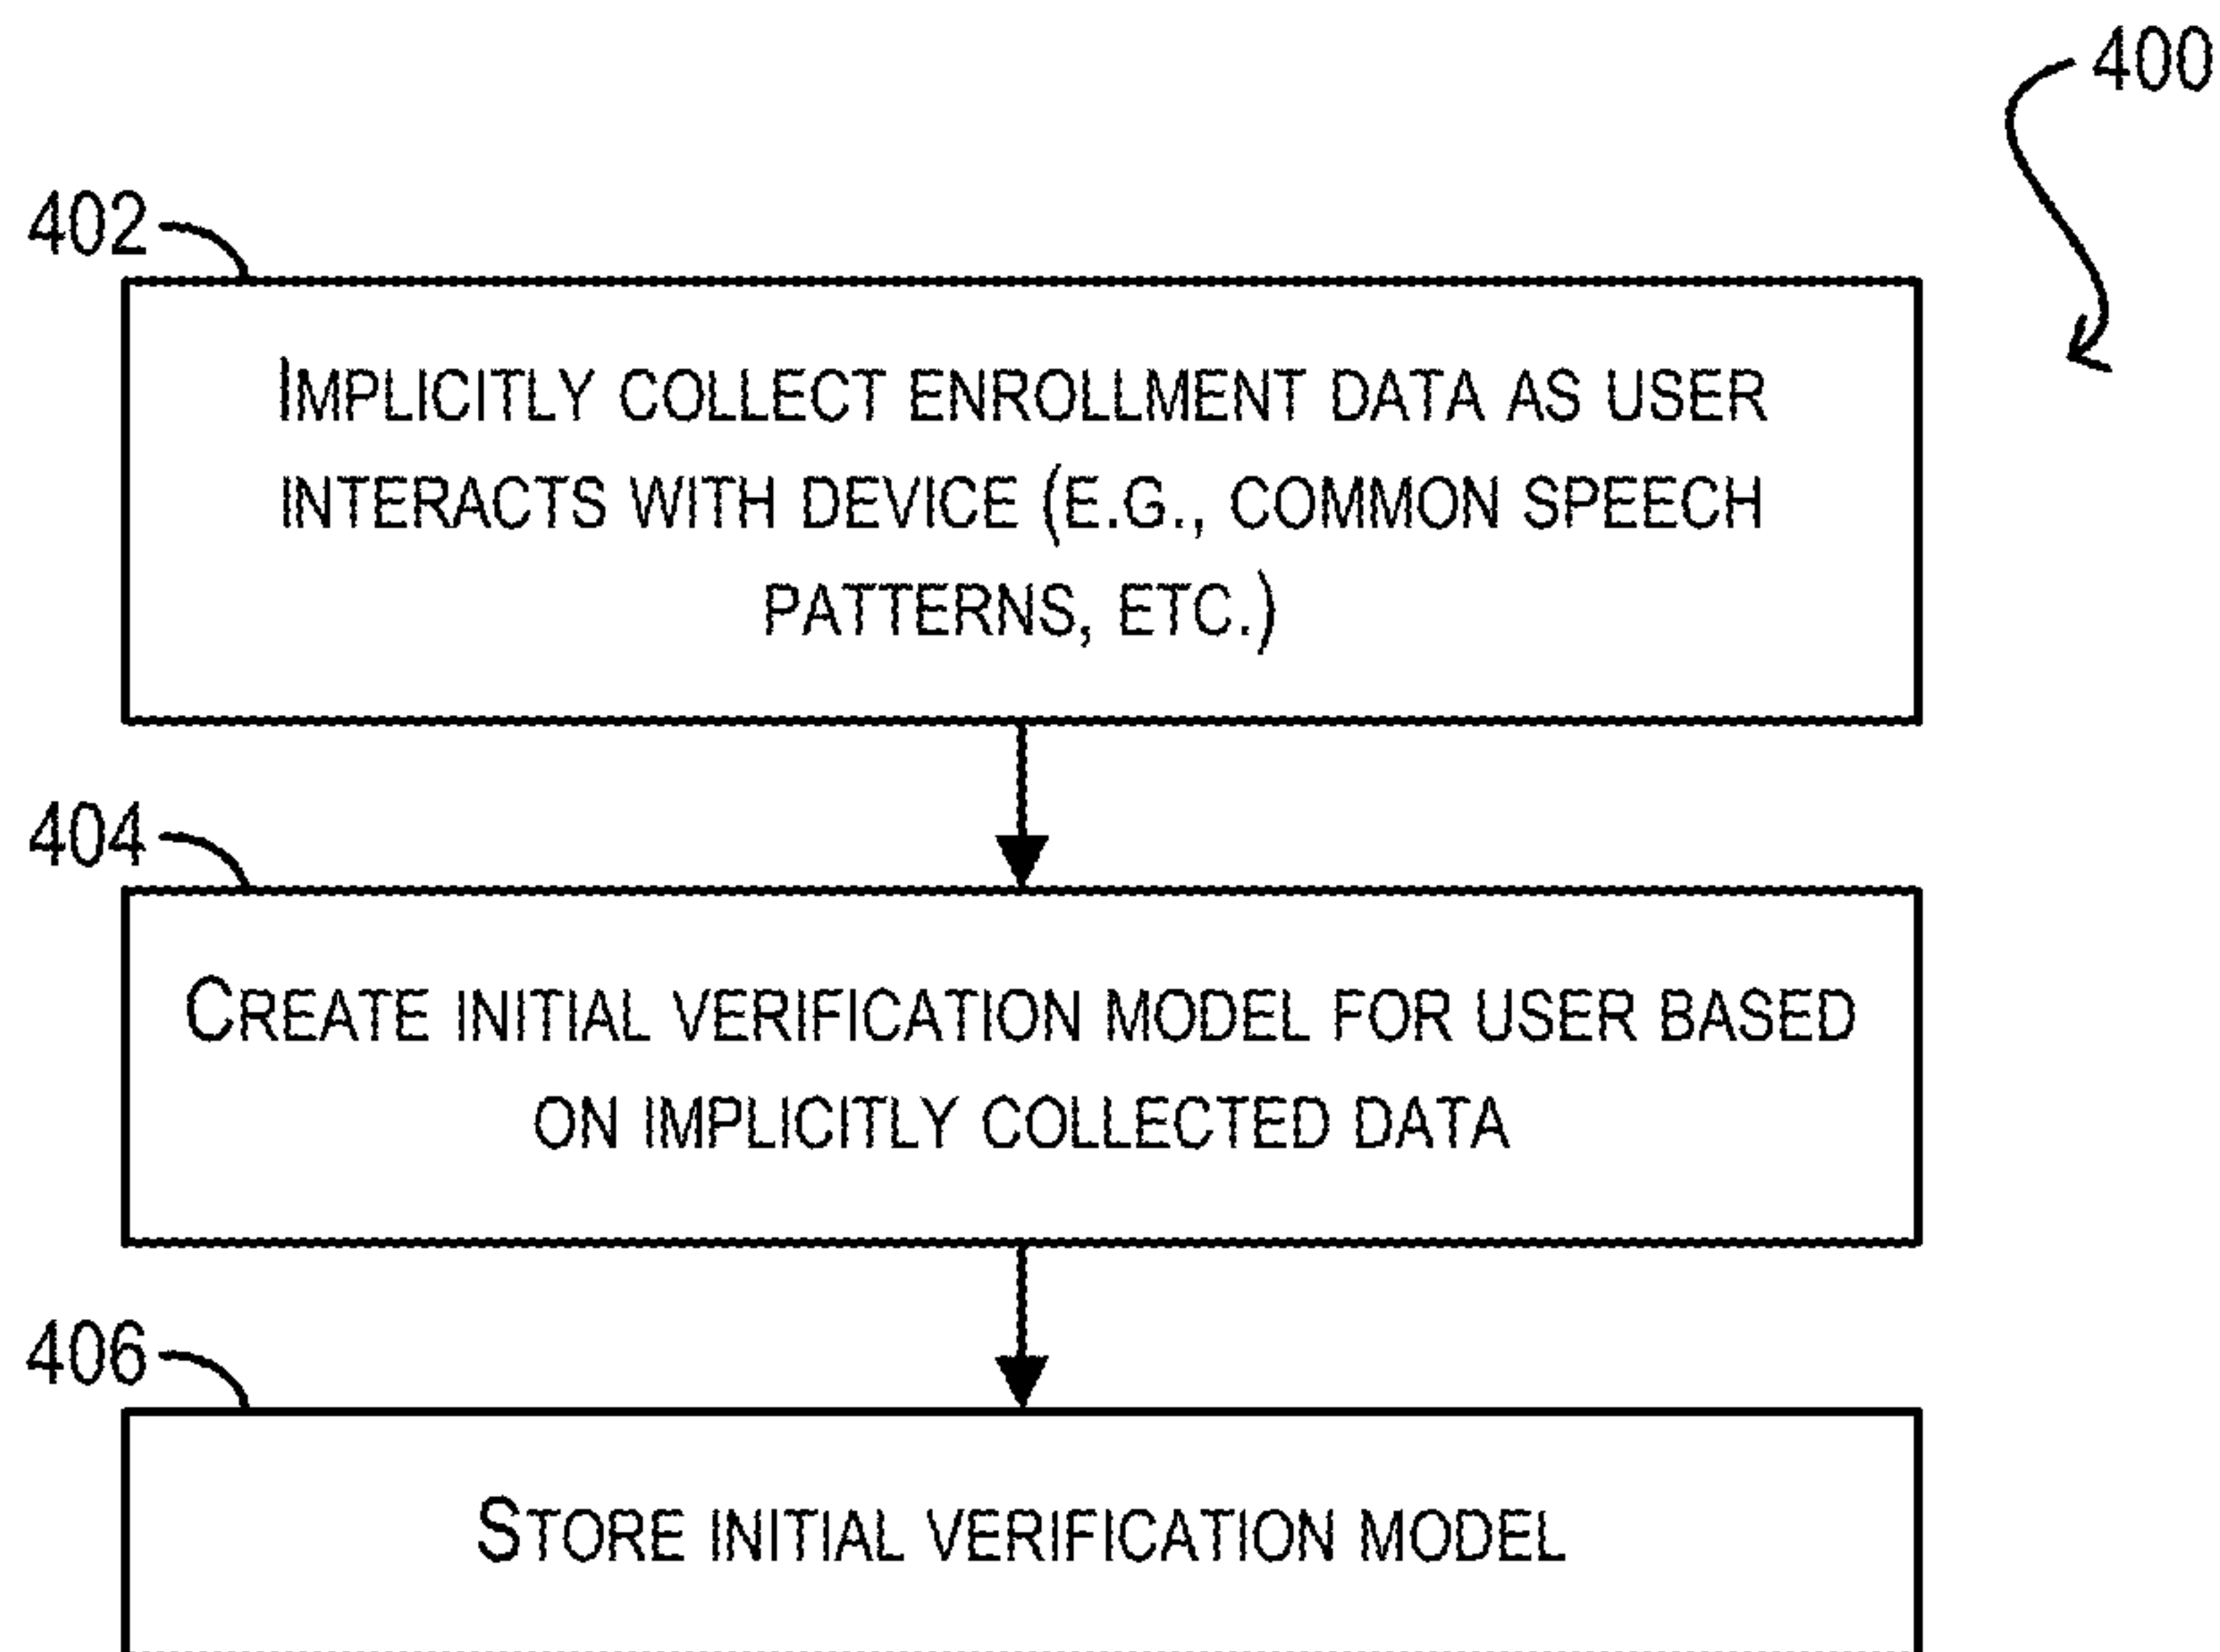 400
402
IMPLICITLY COLLECT ENROLLMENT DATA AS USER
INTERACTS WITH DEVICE (E.G., COMMON SPEECH
PATTERNS, ETC.)
404
CREATE INITIAL VERIFICATION MODEL FOR USER BASED
ON IMPLICITLY COLLECTED DATA
406
STORE INITIAL VERIFICATION MODEL